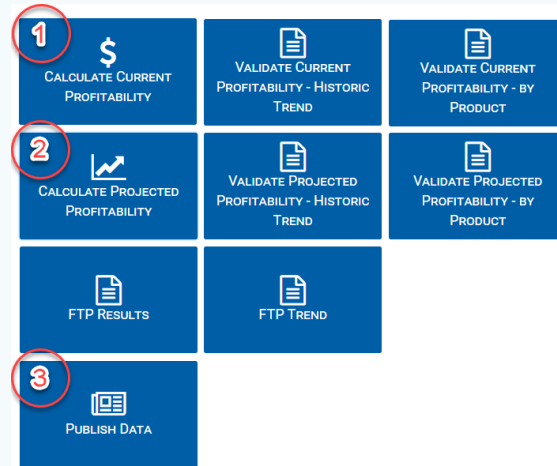 1
$
CALCULATE CURRENT
PROFITABILITY
VALIDATE CURRENT
PROFITABILITY - HISTORIC
TREND
VALIDATE CURRENT
PROFITABILITY - BY
PRODUCT
2
CALCULATE PROJECTED
PROFITABILITY
VALIDATE PROJECTED
PROFITABILITY - HISTORIC
TREND
VALIDATE PROJECTED
PROFITABILITY - BY
PRODUCT
FTP RESULTS
FTP TREND
3
PUBLISH DATA